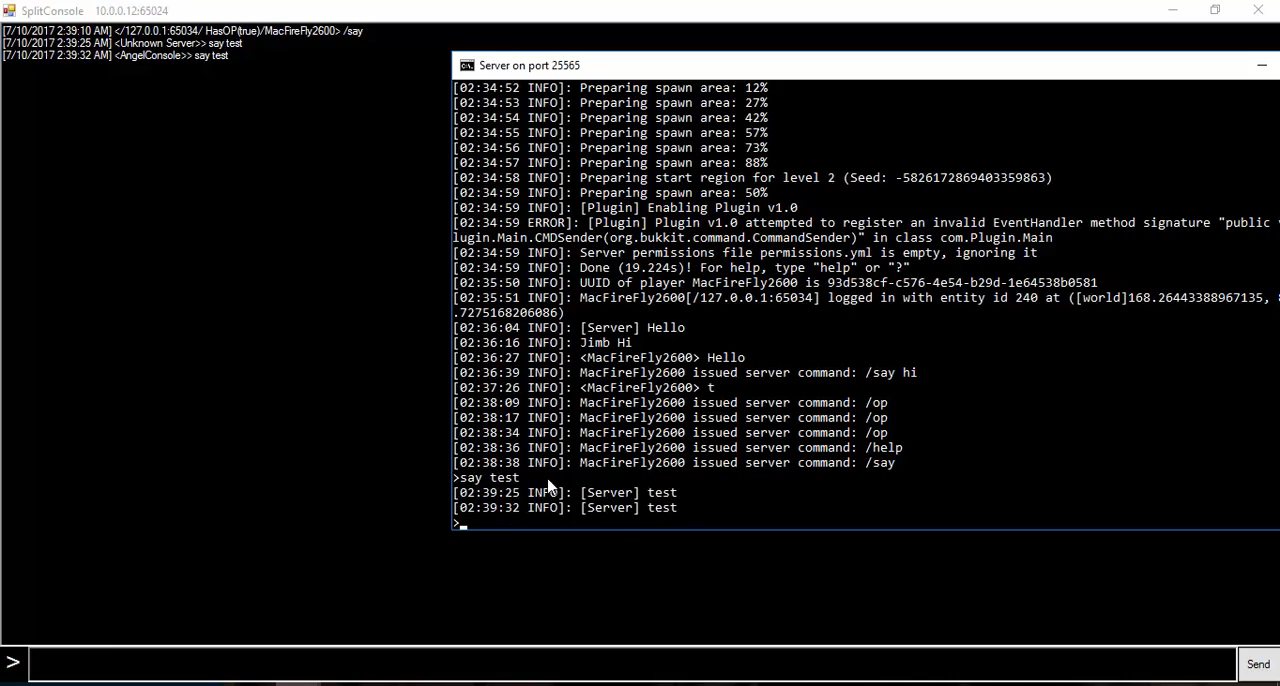 SplitConsole 10.0.0.12:65024
[7/10/2017 2:39:10 AM] </127.0.0.1:65034/ HasOP(true)/MacFireFly2600> /say
[7/10/2017 2:39:25 AM] <Unknown Server>> say test
[7/10/2017 2:39:32 AM] <AngelConsole>> say test
Server on port 25565
[02:34:52 INFO]: Preparing spawn area: 12%
[02:34:53 INFO]: Preparing spawn area: 27%
[02:34:54 INFO]: Preparing spawn area: 42%
[02:34:55 INFO]: Preparing spawn area: 57%
[02:34:56 INFO]: Preparing spawn area: 73%
[02:34:57 INFO]: Preparing spawn area: 88%
[02:34:58 INFO]: Preparing start region for level 2 (Seed: -5826172869403359863)
[02:34:59 INFO]: Preparing spawn area: 50%
[02:34:59 INFO]: [Plugin] Enabling Plugin v1.0
[02:34:59 ERROR]: [Plugin] Plugin v1.0 attempted to register an invalid EventHandler method signature "public
lugin.Main.CMDSender(org.bukkit.command.CommandSender)" in class com.Plugin.Main
[02:34:59 INFO]: Server permissions file permissions.yml is empty, ignoring it
[02:34:59 INFO]: Done (19.224s)! For help, type "help" or "?"
[02:35:50 INFO]: UUID of player MacFireFly2600 is 93d538cf-c576-4e54-b29d-1e64538b0581
[02:35:51 INFO]: MacFireFly2600[/127.0.0.1:65034] logged in with entity id 240 at ([world]168.26443388967135,
.7275168206086)
[02:36:04 INFO]: [Server] Hello
[02:36:16 INFO]: Jimb Hi
[02:36:27 INFO]: <MacFireFly2600> Hello
[02:36:39 INFO]: MacFireFly2600 issued server command: /say hi
[02:37:26 INFO]: <MacFireFly2600> t
[02:38:09 INFO]: MacFireFly2600 issued server command: /op
[02:38:17 INFO]: MacFireFly2600 issued server command: /op
[02:38:34 INFO]: MacFireFly2600 issued server command: /op
[02:38:36 INFO]: MacFireFly2600 issued server command: /help
[02:38:38 INFO]: MacFireFly2600 issued server command: /say
>say test
[02:39:25 INFO]: [Server] test
[02:39:32 INFO]: [Server] test
>
>
Send